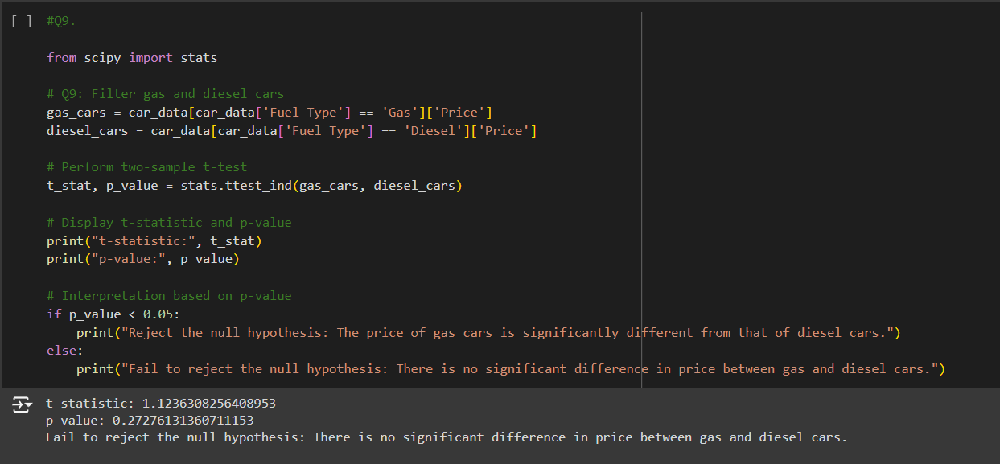 [ ] #Q9.
from scipy import stats
# Q9: Filter gas and diesel cars
gas_cars = car_data[car_data['Fuel Type'] == 'Gas']['Price']
diesel_cars = car_data[car_data['Fuel Type'] == 'Diesel']['Price']
# Perform two-sample t-test
t_stat, p_value = stats.ttest_ind(gas_cars, diesel_cars)
# Display t-statistic and p-value
print("t-statistic:", t_stat)
print("p-value:", p_value)
# Interpretation based on p-value
if p_value < 0.05:
    print("Reject the null hypothesis: The price of gas cars is significantly different from that of diesel cars.")
else:
    print("Fail to reject the null hypothesis: There is no significant difference in price between gas and diesel cars.")
t-statistic: 1.1236308256408953
p-value: 0.27276131360711153
Fail to reject the null hypothesis: There is no significant difference in price between gas and diesel cars.